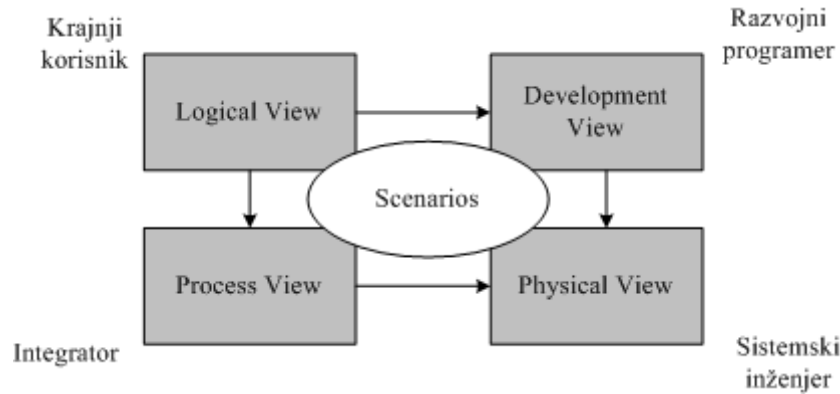 Krajnji
korisnik
Razvojni
programer
Logical View
Development
View
Scenarios
Process View
Physical View
Integrator
Sistemski
inženjer